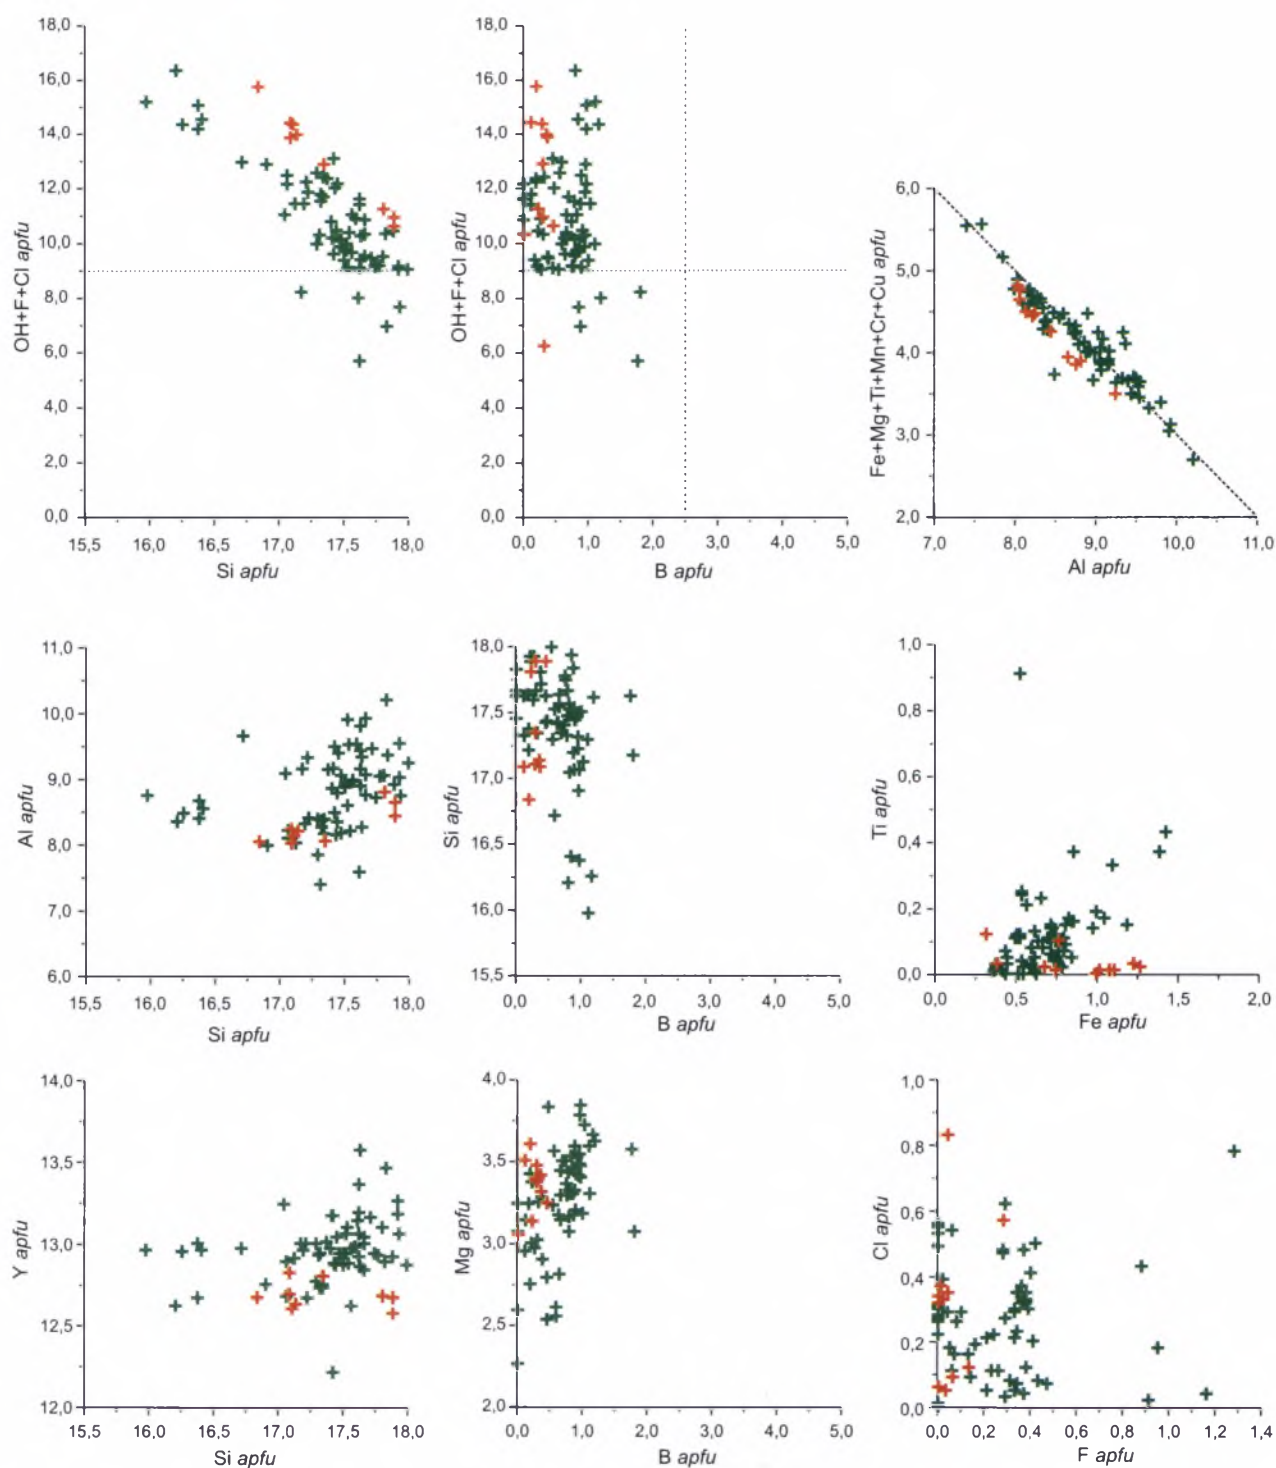 18,0
16,0
14,0
12,0
10,0
8,0
6,0
4,0
2,0
0,0
OH+F+Cl apfu
15,5 16,0 16,5 17,0 17,5 18,0
Si apfu
18,0
16,0
14,0
12,0
10,0
8,0
6,0
4,0
2,0
0,0
OH+F+Cl apfu
0,0 1,0 2,0 3,0 4,0 5,0
B apfu
6,0
5,0
4,0
3,0
2,0
Fe+Mg+Ti+Mn+Cr+Cu apfu
7,0 8,0 9,0 10,0 11,0
Al apfu
11,0
10,0
9,0
8,0
7,0
6,0
Al apfu
15,5 16,0 16,5 17,0 17,5 18,0
Si apfu
18,0
17,5
17,0
16,5
16,0
15,5
Si apfu
0,0 1,0 2,0 3,0 4,0 5,0
B apfu
1,0
0,8
0,6
0,4
0,2
0,0
Ti apfu
0,0 0,5 1,0 1,5 2,0
Fe apfu
14,0
13,5
13,0
12,5
12,0
Y apfu
15,5 16,0 16,5 17,0 17,5 18,0
Si apfu
4,0
3,5
3,0
2,5
2,0
Mg apfu
0,0 1,0 2,0 3,0 4,0 5,0
B apfu
1,0
0,8
0,6
0,4
0,2
0,0
Cl apfu
0,0 0,2 0,4 0,6 0,8 1,0 1,2 1,4
F apfu